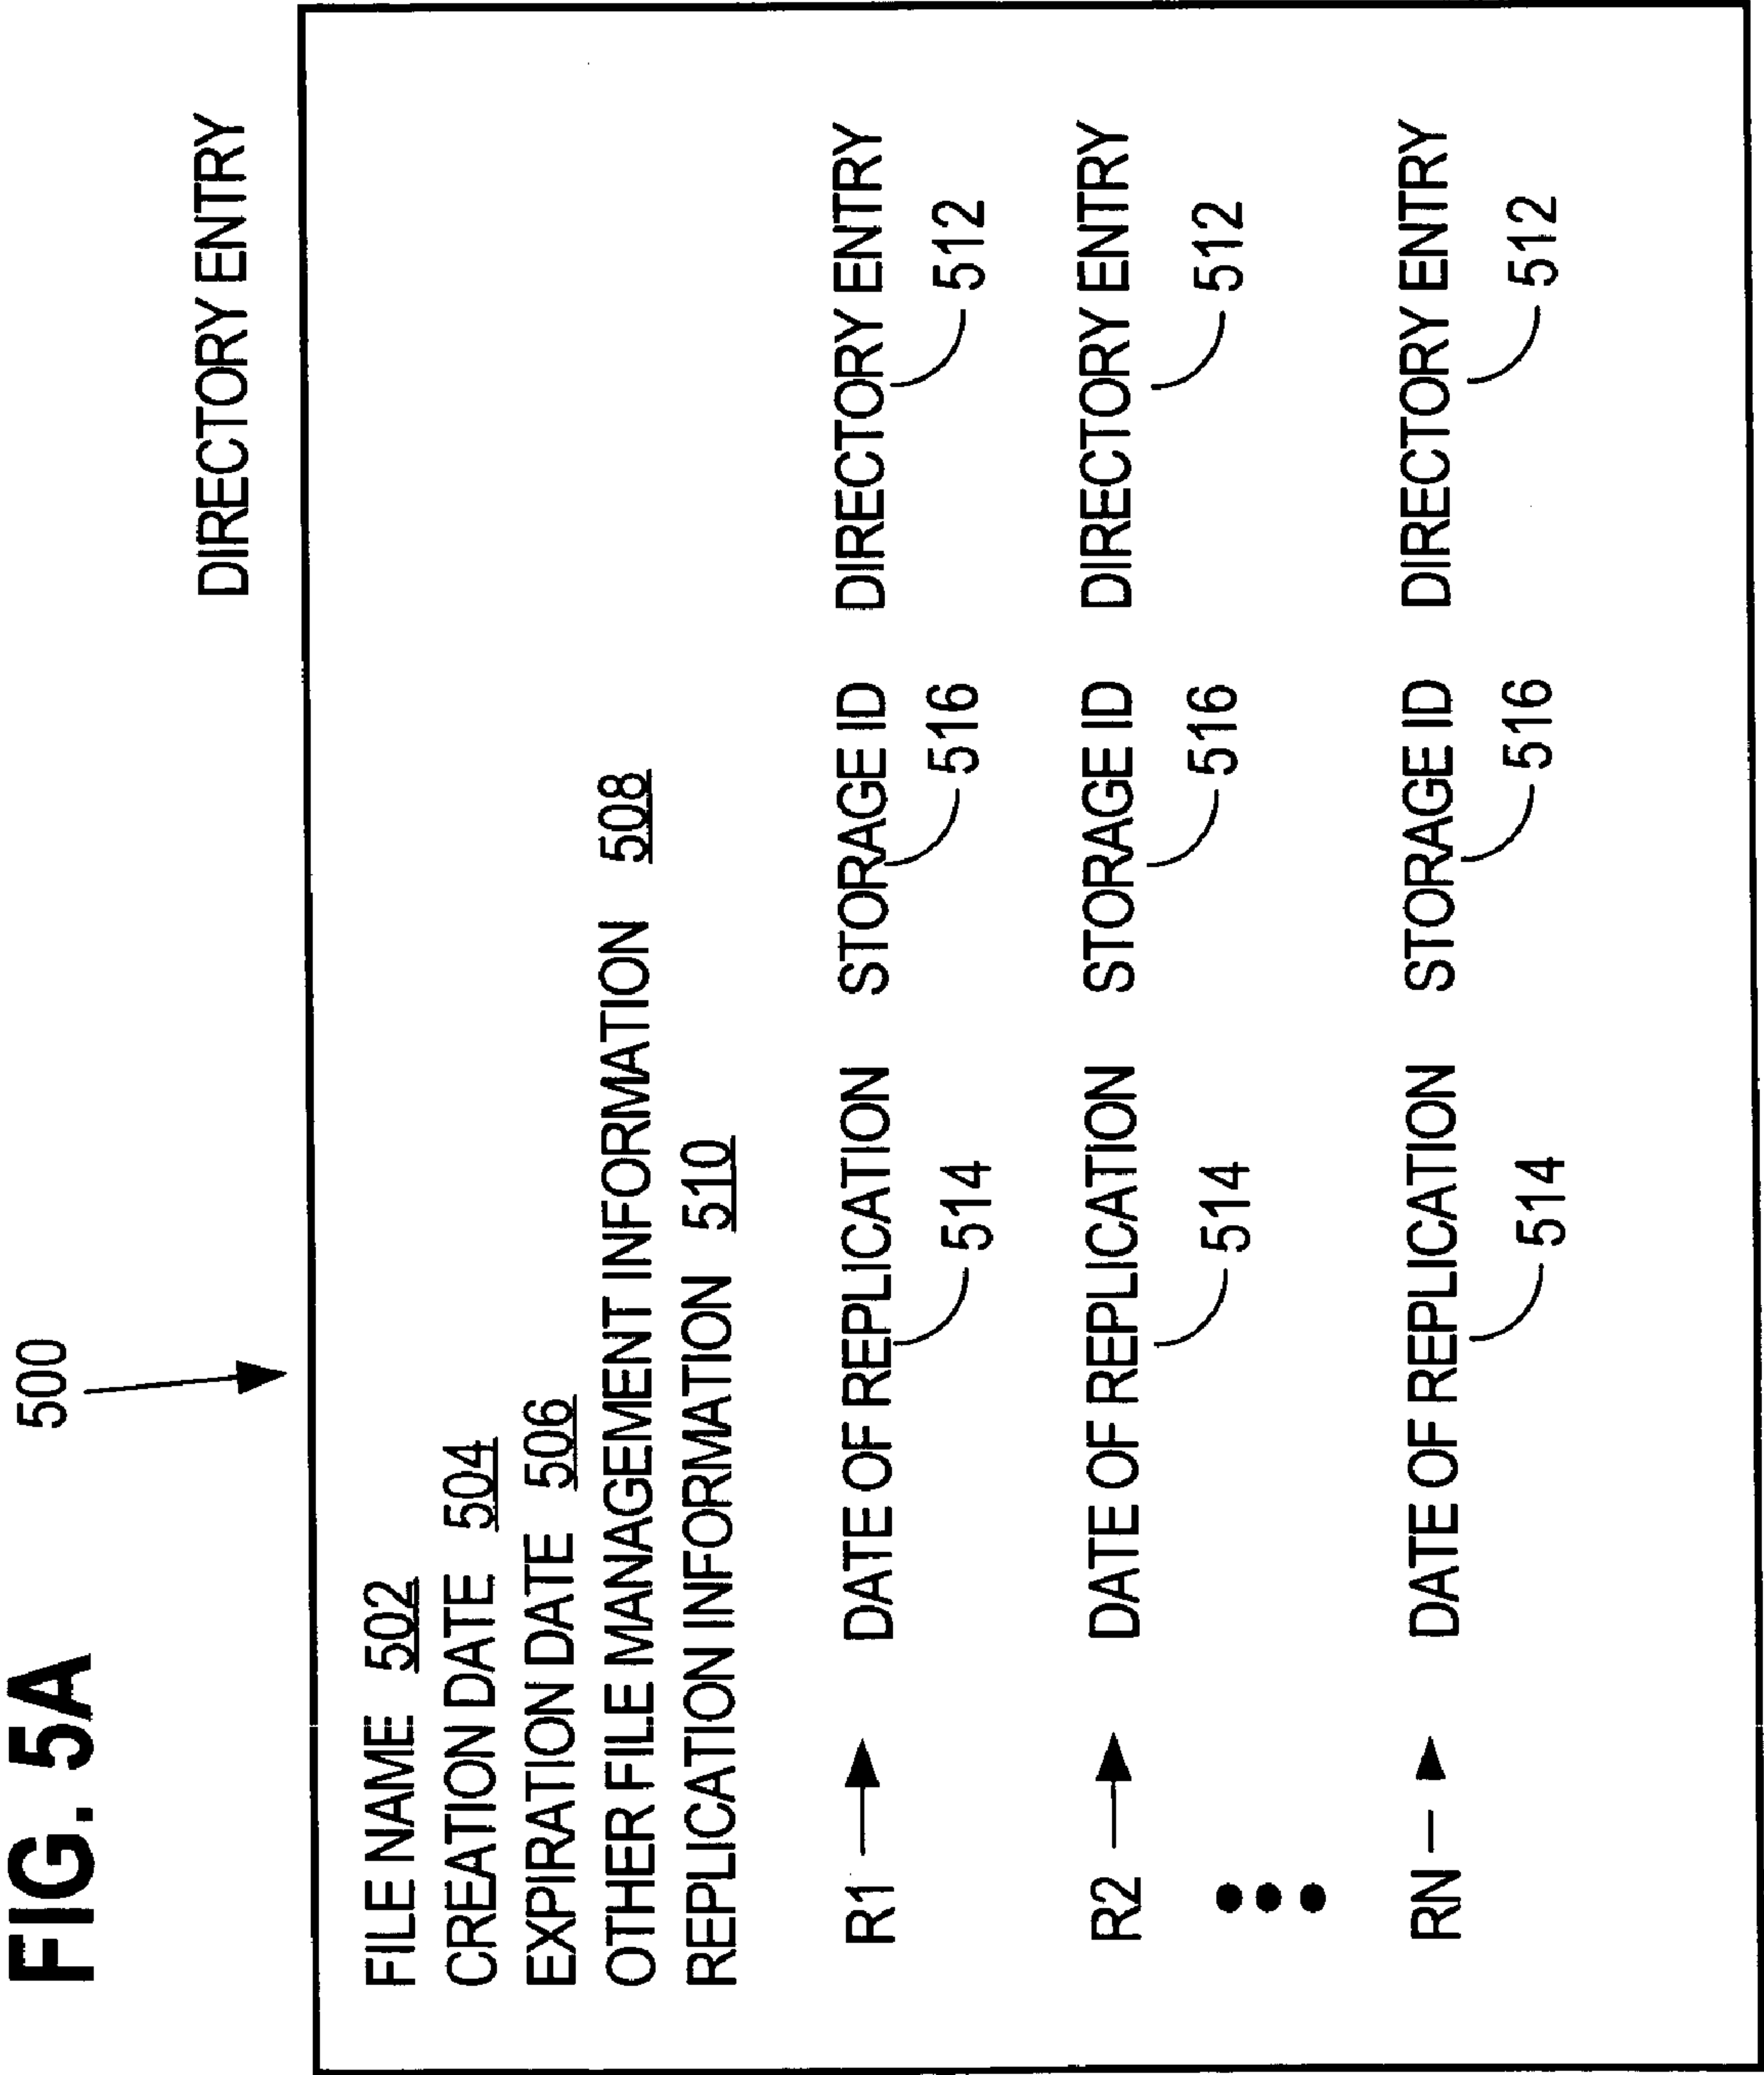 FIG. 5A
500
DIRECTORY ENTRY
FILE NAME 502
CREATION DATE 504
EXPIRATION DATE 506
OTHER FILE MANAGEMENT INFORMATION 508
REPLICATION INFORMATION 510
R1 DATE OF REPLICATION STORAGE ID DIRECTORY ENTRY
514 516 512
R2 DATE OF REPLICATION STORAGE ID DIRECTORY ENTRY
514 516 512
RN DATE OF REPLICATION STORAGE ID DIRECTORY ENTRY
514 516 512